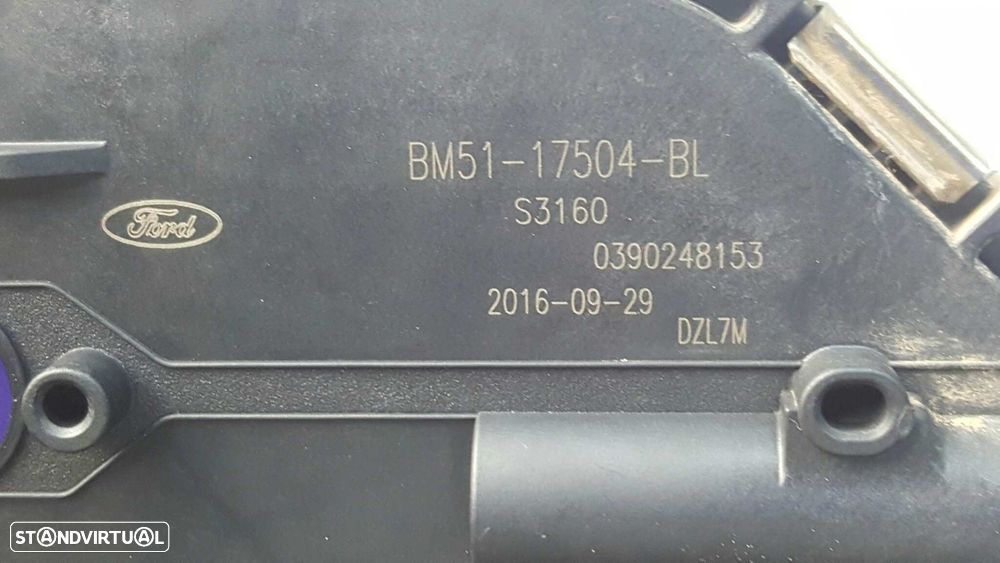 BM51-17504-BL
S3160
Ford
0390248153
2016-09-29
DZL7M
STANDVIRTUAL